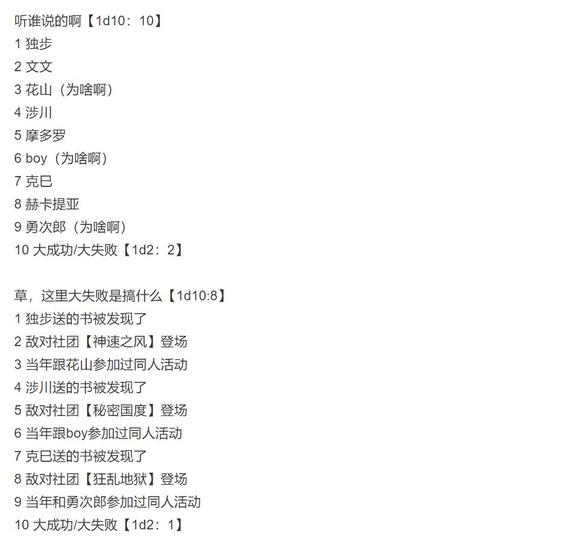 听谁说的啊【1d10：10】
1 独步
2 文文
3 花山（为啥啊）
4 涉川
5 摩多罗
6 boy（为啥啊）
7 克巳
8 赫卡提亚
9 勇次郎（为啥啊）
10 大成功/大失败【1d2：2】
草，这里大失败是搞什么【1d10:8】
1 独步送的书被发现了
2 敌对社团【神速之风】登场
3 当年跟花山参加过同人活动
4 涉川送的书被发现了
5 敌对社团【秘密国度】登场
6 当年跟boy参加过同人活动
7 克巳送的书被发现了
8 敌对社团【狂乱地狱】登场
9 当年和勇次郎参加过同人活动
10 大成功/大失败【1d2：1】